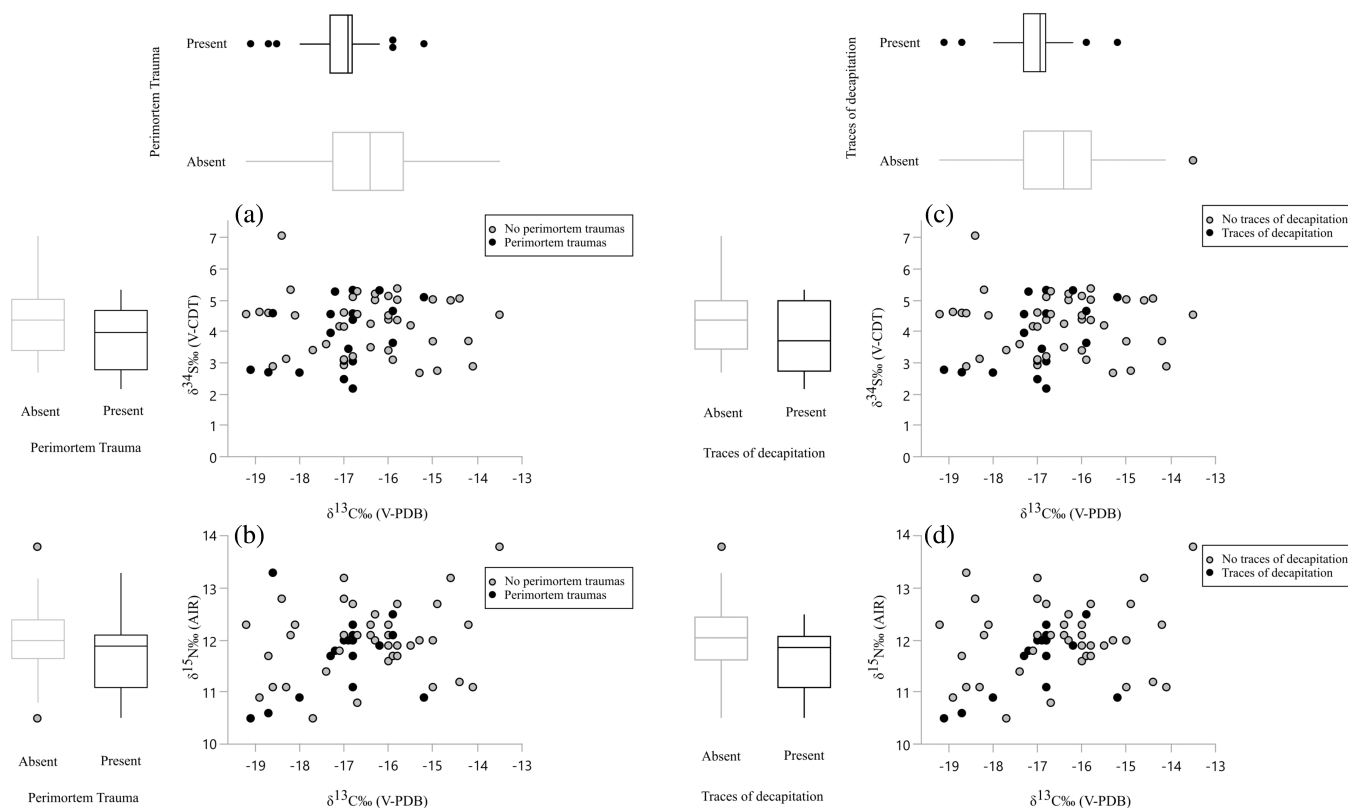 Perimortem Trauma
Present
Absent
Traces of decapitation
Present
Absent
(a)
No perimortem traumas
Perimortem traumas
δ34S‰ (V-CDT)
7
6
5
4
3
2
1
0
-19 -18 -17 -16 -15 -14 -13
δ13C‰ (V-PDB)
Absent Present
Perimortem Trauma
(c)
No traces of decapitation
Traces of decapitation
δ34S‰ (V-CDT)
7
6
5
4
3
2
1
0
-19 -18 -17 -16 -15 -14 -13
δ13C‰ (V-PDB)
Absent Present
Traces of decapitation
(b)
No perimortem traumas
Perimortem traumas
δ15N‰ (AIR)
14
13
12
11
10
-19 -18 -17 -16 -15 -14 -13
δ13C‰ (V-PDB)
Absent Present
Perimortem Trauma
(d)
No traces of decapitation
Traces of decapitation
δ15N‰ (AIR)
14
13
12
11
10
-19 -18 -17 -16 -15 -14 -13
δ13C‰ (V-PDB)
Absent Present
Traces of decapitation